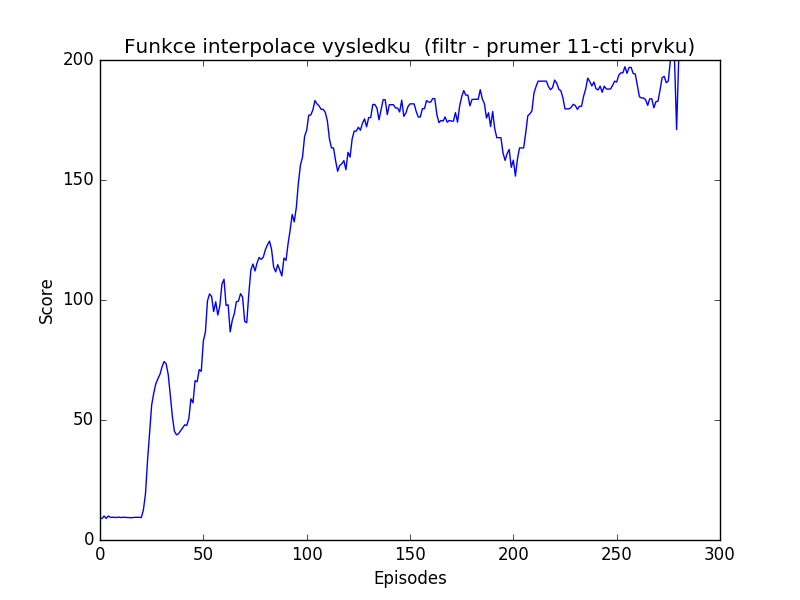 Funkce interpolace vysledku  (filtr - prumer 11-cti prvku)
200
150
100
50
0
Score
0 50 100 150 200 250 300
Episodes